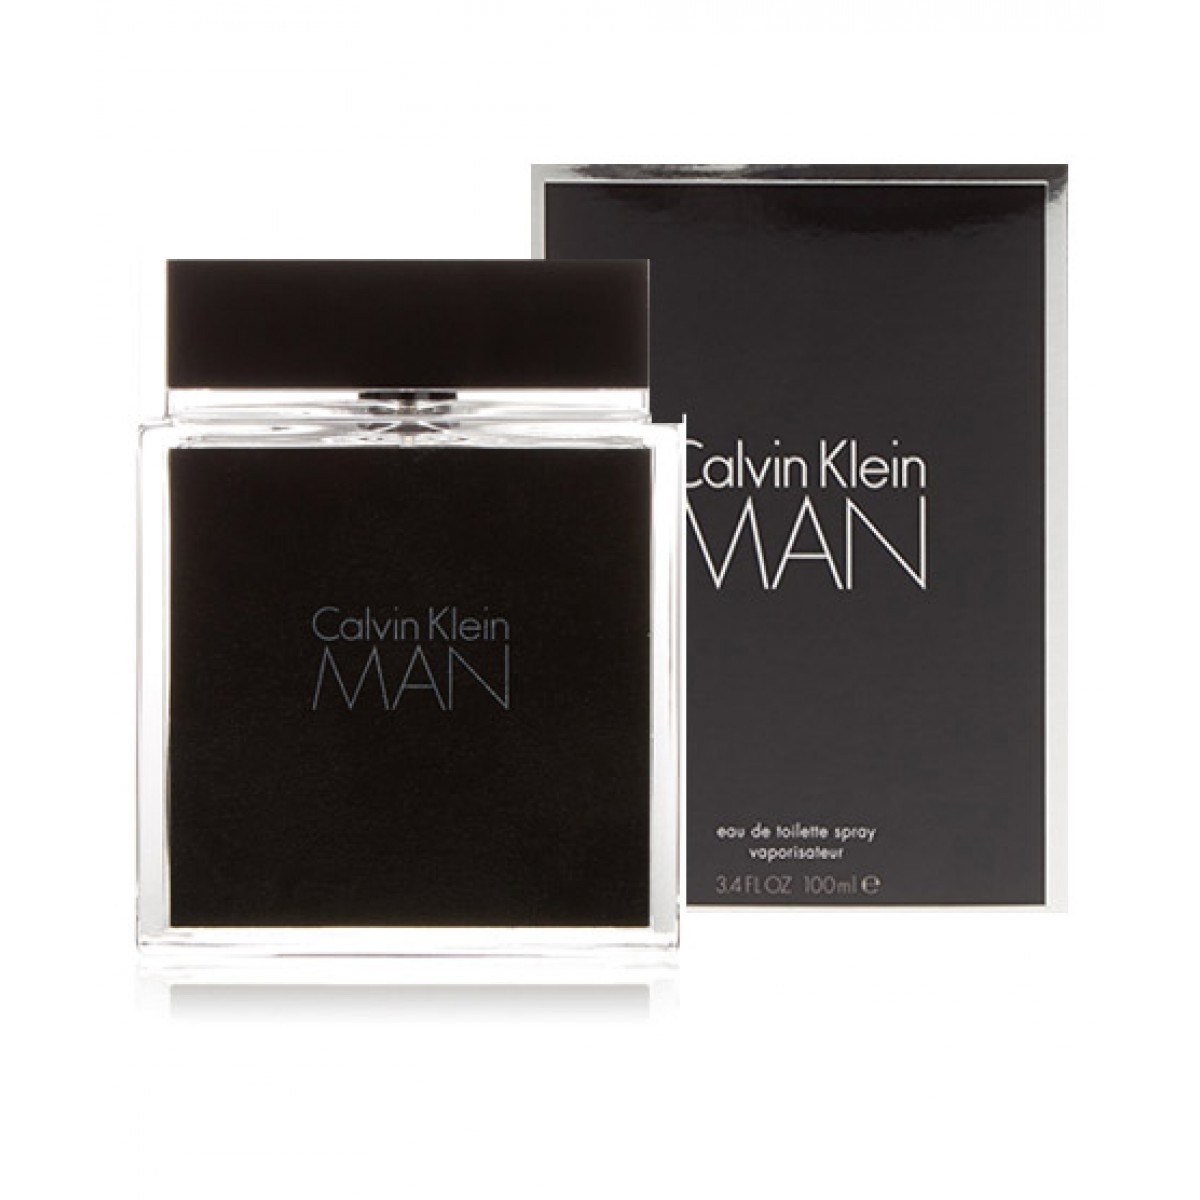 Calvin Klein
MAN
Calvin Klein
MAN
eau de toilette spray
vaporisateur
3.4 FL OZ 100ml ℮